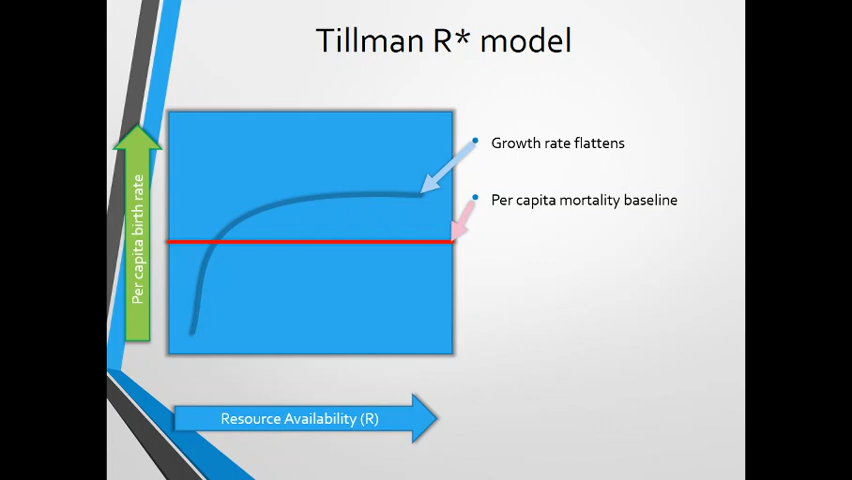 Tillman R* model
Growth rate flattens
Per capita mortality baseline
Per capita birth rate
Resource Availability (R)